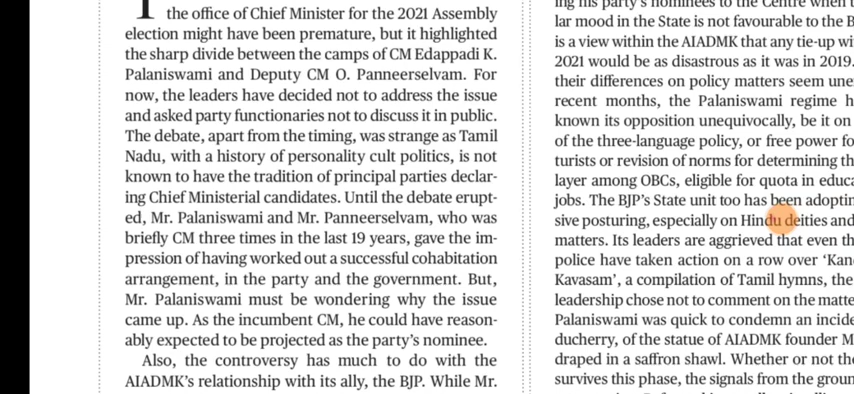 the office of Chief Minister for the 2021 Assembly
election might have been premature, but it highlighted
the sharp divide between the camps of CM Edappadi K.
Palaniswami and Deputy CM O. Panneerselvam. For
now, the leaders have decided not to address the issue
and asked party functionaries not to discuss it in public.
The debate, apart from the timing, was strange as Tamil
Nadu, with a history of personality cult politics, is not
known to have the tradition of principal parties declar-
ing Chief Ministerial candidates. Until the debate erupt-
ed, Mr. Palaniswami and Mr. Panneerselvam, who was
briefly CM three times in the last 19 years, gave the im-
pression of having worked out a successful cohabitation
arrangement, in the party and the government. But,
Mr. Palaniswami must be wondering why the issue
came up. As the incumbent CM, he could have reason-
ably expected to be projected as the party's nominee.
Also, the controversy has much to do with the
AIADMK's relationship with its ally, the BJP. While Mr.
ing his party's nominees to the Centre when
lar mood in the State is not favourable to the B
is a view within the AIADMK that any tie-up wi
2021 would be as disastrous as it was in 2019.
their differences on policy matters seem une
recent months, the Palaniswami regime h
known its opposition unequivocally, be it on
of the three-language policy, or free power fo
turists or revision of norms for determining th
layer among OBCs, eligible for quota in educa
jobs. The BJP's State unit too has been adoptin
sive posturing, especially on Hindu deities and
matters. Its leaders are aggrieved that even th
police have taken action on a row over ‘Kan
Kavasam’, a compilation of Tamil hymns, the
leadership chose not to comment on the matte
Palaniswami was quick to condemn an incide
ducherry, of the statue of AIADMK founder M
draped in a saffron shawl. Whether or not th
survives this phase, the signals from the groun